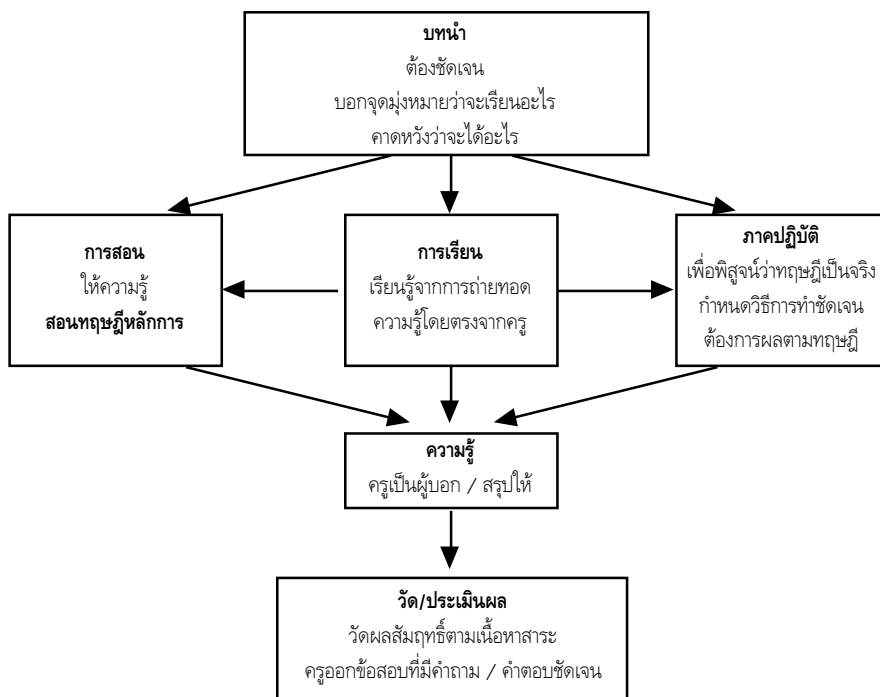 บทนำ
ต้องชัดเจน
บอกจุดมุ่งหมายว่าจะเรียนอะไร
คาดหวังว่าจะได้อะไร
การสอน
ให้ความรู้
สอนทฤษฎีหลักการ
การเรียน
เรียนรู้จากการถ่ายทอด
ความรู้โดยตรงจากครู
ภาคปฏิบัติ
เพื่อพิสูจน์ว่าทฤษฎีเป็นจริง
กำหนดวิธีการทำชัดเจน
ต้องการผลตามทฤษฎี
ความรู้
ครูเป็นผู้บอก / สรุปให้
วัด/ประเมินผล
วัดผลสัมฤทธิ์ตามเนื้อหาสาระ
ครูออกข้อสอบที่มีคำถาม / คำตอบชัดเจน